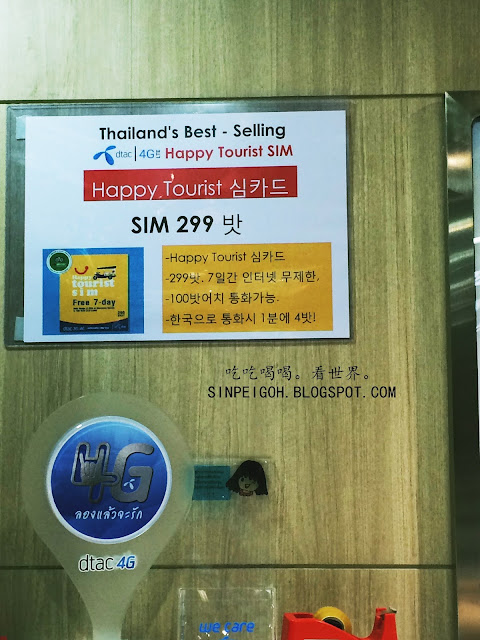 Thailand's Best - Selling
dtac 4G Happy Tourist SIM
Happy Tourist 심카드
SIM 299 밧
Happy
tourist
sim
Free 7-day
-Happy Tourist 심카드
-299밧. 7일간 인터넷 무제한,
-100밧어치 통화가능.
-한국으로 통화시 1분에 4밧!
吃吃喝喝。看世界。
SINPEIGOH.BLOGSPOT.COM
4G
ลองแล้วจะรัก
dtac 4G
we care